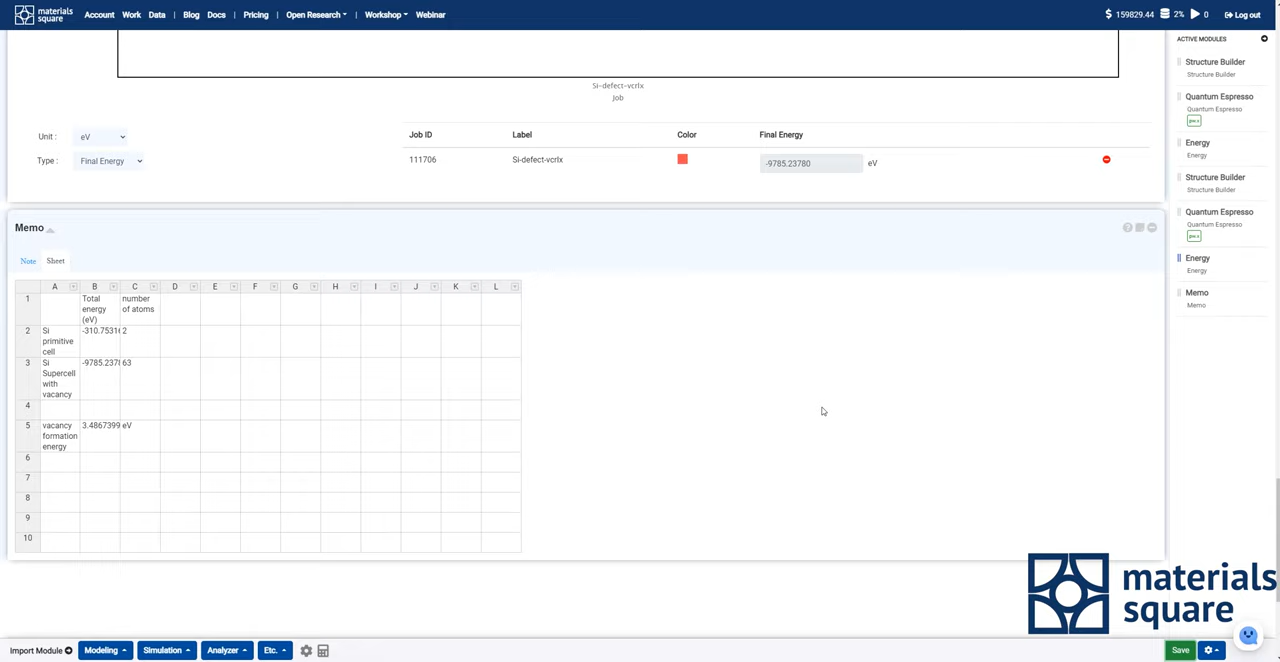 materials
square
Account Work Data | Blog Docs | Pricing | Open Research | Workshop | Webinar
$ 159829.44 2% 0 Log out
ACTIVE MODULES
Structure Builder
Structure Builder
Quantum Espresso
Quantum Espresso
pw.x
Energy
Energy
Structure Builder
Structure Builder
Quantum Espresso
Quantum Espresso
pw.x
Energy
Energy
Memo
Memo
Si-defect-vcrlx
Job
Unit : eV
Type : Final Energy
Job ID Label Color Final Energy
111706 Si-defect-vcrlx -9785.23780 eV
Memo
Note Sheet
A B C D E F G H I J K L
1 Total energy (eV) number of atoms
2 Si primitive cell -310.7531 2
3 Si Supercell with vacancy -9785.237 63
4
5 vacancy formation energy 3.4867399 eV
6
7
8
9
10
materials
square
Import Module Modeling Simulation Analyzer Etc.
Save